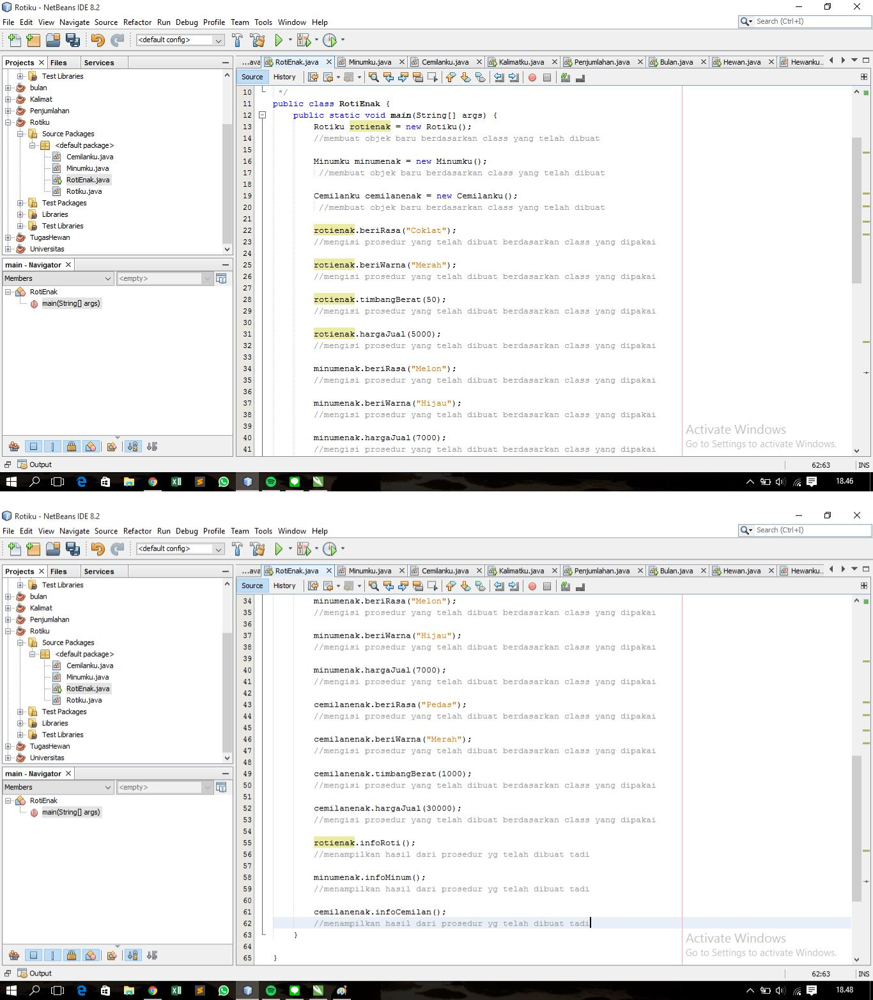 Rotiku - NetBeans IDE 8.2
File Edit View Navigate Source Refactor Run Debug Profile Team Tools Window Help
Search (Ctrl+I)
<default config>
Projects Files Services
Test Libraries
bulan
Kalimat
Penjumlahan
Rotiku
Source Packages
<default package>
Cemilanku.java
Minumku.java
RotiEnak.java
Rotiku.java
Test Packages
Libraries
Test Libraries
TugasHewan
Universitas
main - Navigator
Members <empty>
RotiEnak
main(String[] args)
...ava RotiEnak.java Minumku.java Cemilanku.java Kalimatku.java Penjumlahan.java Bulan.java Hewan.java Hewanku...
Source History
10 */
11 public class RotiEnak {
12 public static void main(String[] args) {
13 Rotiku rotienak = new Rotiku();
14 //membuat objek baru berdasarkan class yang telah dibuat
15
16 Minumku minumenak = new Minumku();
17 //membuat objek baru berdasarkan class yang telah dibuat
18
19 Cemilanku cemilanenak = new Cemilanku();
20 //membuat objek baru berdasarkan class yang telah dibuat
21
22 rotienak.beriRasa("Coklat");
23 //mengisi prosedur yang telah dibuat berdasarkan class yang dipakai
24
25 rotienak.beriWarna("Merah");
26 //mengisi prosedur yang telah dibuat berdasarkan class yang dipakai
27
28 rotienak.timbangBerat(50);
29 //mengisi prosedur yang telah dibuat berdasarkan class yang dipakai
30
31 rotienak.hargaJual(5000);
32 //mengisi prosedur yang telah dibuat berdasarkan class yang dipakai
33
34 minumenak.beriRasa("Melon");
35 //mengisi prosedur yang telah dibuat berdasarkan class yang dipakai
36
37 minumenak.beriWarna("Hijau");
38 //mengisi prosedur yang telah dibuat berdasarkan class yang dipakai
39
40 minumenak.hargaJual(7000);
41 //mengisi prosedur yang telah dibuat berdasarkan class yang dipakai
Activate Windows
Go to Settings to activate Windows.
Output
62:63 INS
18.46
Rotiku - NetBeans IDE 8.2
File Edit View Navigate Source Refactor Run Debug Profile Team Tools Window Help
Search (Ctrl+I)
<default config>
Projects Files Services
Test Libraries
bulan
Kalimat
Penjumlahan
Rotiku
Source Packages
<default package>
Cemilanku.java
Minumku.java
RotiEnak.java
Rotiku.java
Test Packages
Libraries
Test Libraries
TugasHewan
Universitas
main - Navigator
Members <empty>
RotiEnak
main(String[] args)
...ava RotiEnak.java Minumku.java Cemilanku.java Kalimatku.java Penjumlahan.java Bulan.java Hewan.java Hewanku...
Source History
34 minumenak.beriRasa("Melon");
35 //mengisi prosedur yang telah dibuat berdasarkan class yang dipakai
36
37 minumenak.beriWarna("Hijau");
38 //mengisi prosedur yang telah dibuat berdasarkan class yang dipakai
39
40 minumenak.hargaJual(7000);
41 //mengisi prosedur yang telah dibuat berdasarkan class yang dipakai
42
43 cemilanenak.beriRasa("Pedas");
44 //mengisi prosedur yang telah dibuat berdasarkan class yang dipakai
45
46 cemilanenak.beriWarna("Merah");
47 //mengisi prosedur yang telah dibuat berdasarkan class yang dipakai
48
49 cemilanenak.timbangBerat(1000);
50 //mengisi prosedur yang telah dibuat berdasarkan class yang dipakai
51
52 cemilanenak.hargaJual(30000);
53 //mengisi prosedur yang telah dibuat berdasarkan class yang dipakai
54
55 rotienak.infoRoti();
56 //menampilkan hasil dari prosedur yg telah dibuat tadi
57
58 minumenak.infoMinum();
59 //menampilkan hasil dari prosedur yg telah dibuat tadi
60
61 cemilanenak.infoCemilan();
62 //menampilkan hasil dari prosedur yg telah dibuat tadi
63 }
64
65 }
Activate Windows
Go to Settings to activate Windows.
Output
62:63 INS
18.48